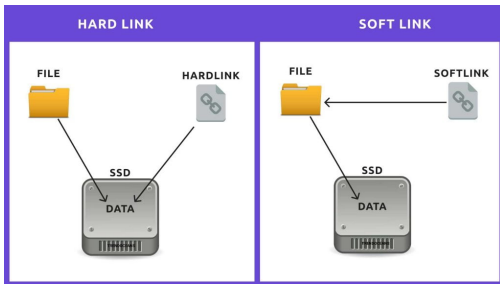 HARD LINK
FILE
HARDLINK
SSD
DATA
SOFT LINK
FILE
SOFTLINK
SSD
DATA